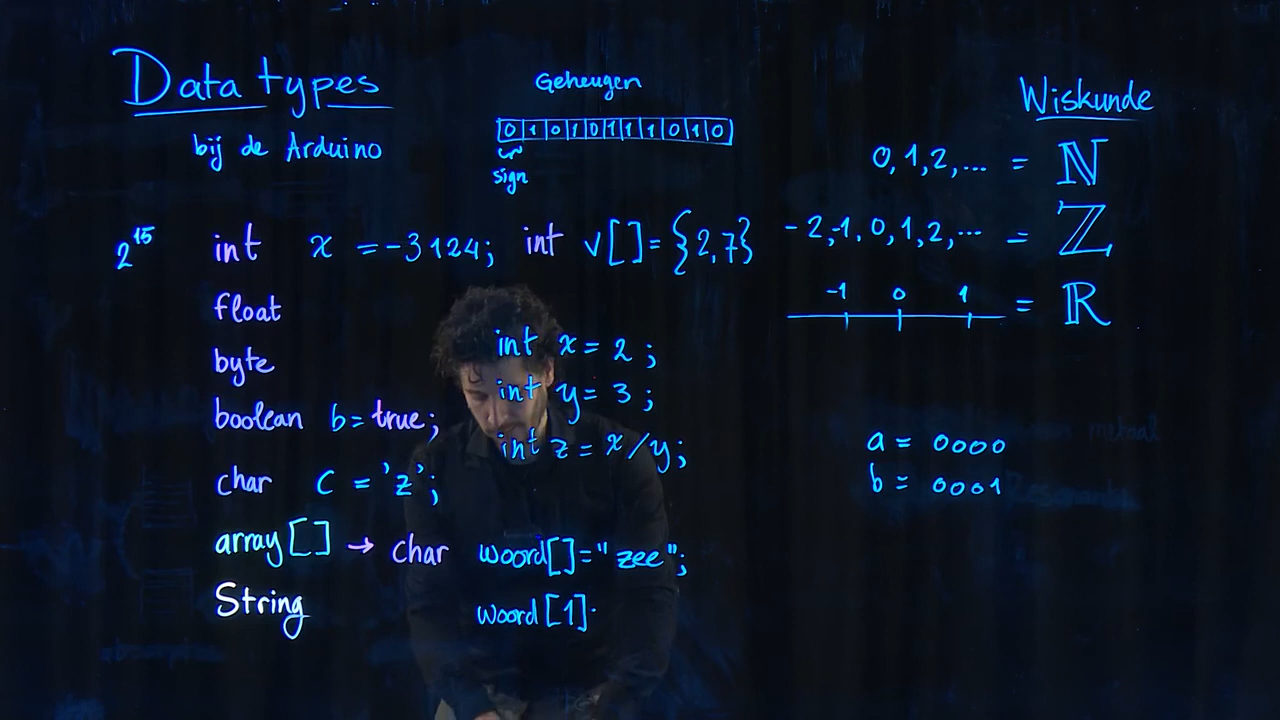 Data types
bij de Arduino
Geheugen
0 1 0 1 0 1 1 1 0 1 0
sign
Wiskunde
0, 1, 2, ... = ℕ
-2, -1, 0, 1, 2, ... = ℤ
-1 0 1 = ℝ
2^15 int x = -3124; int v[] = {2,7}
float
byte
boolean b = true;
char c = 'z';
array[] → char woord[] = "zee";
String woord[1].
int x = 2;
int y = 3;
int z = x/y;
a = 0000
b = 0001
metaal